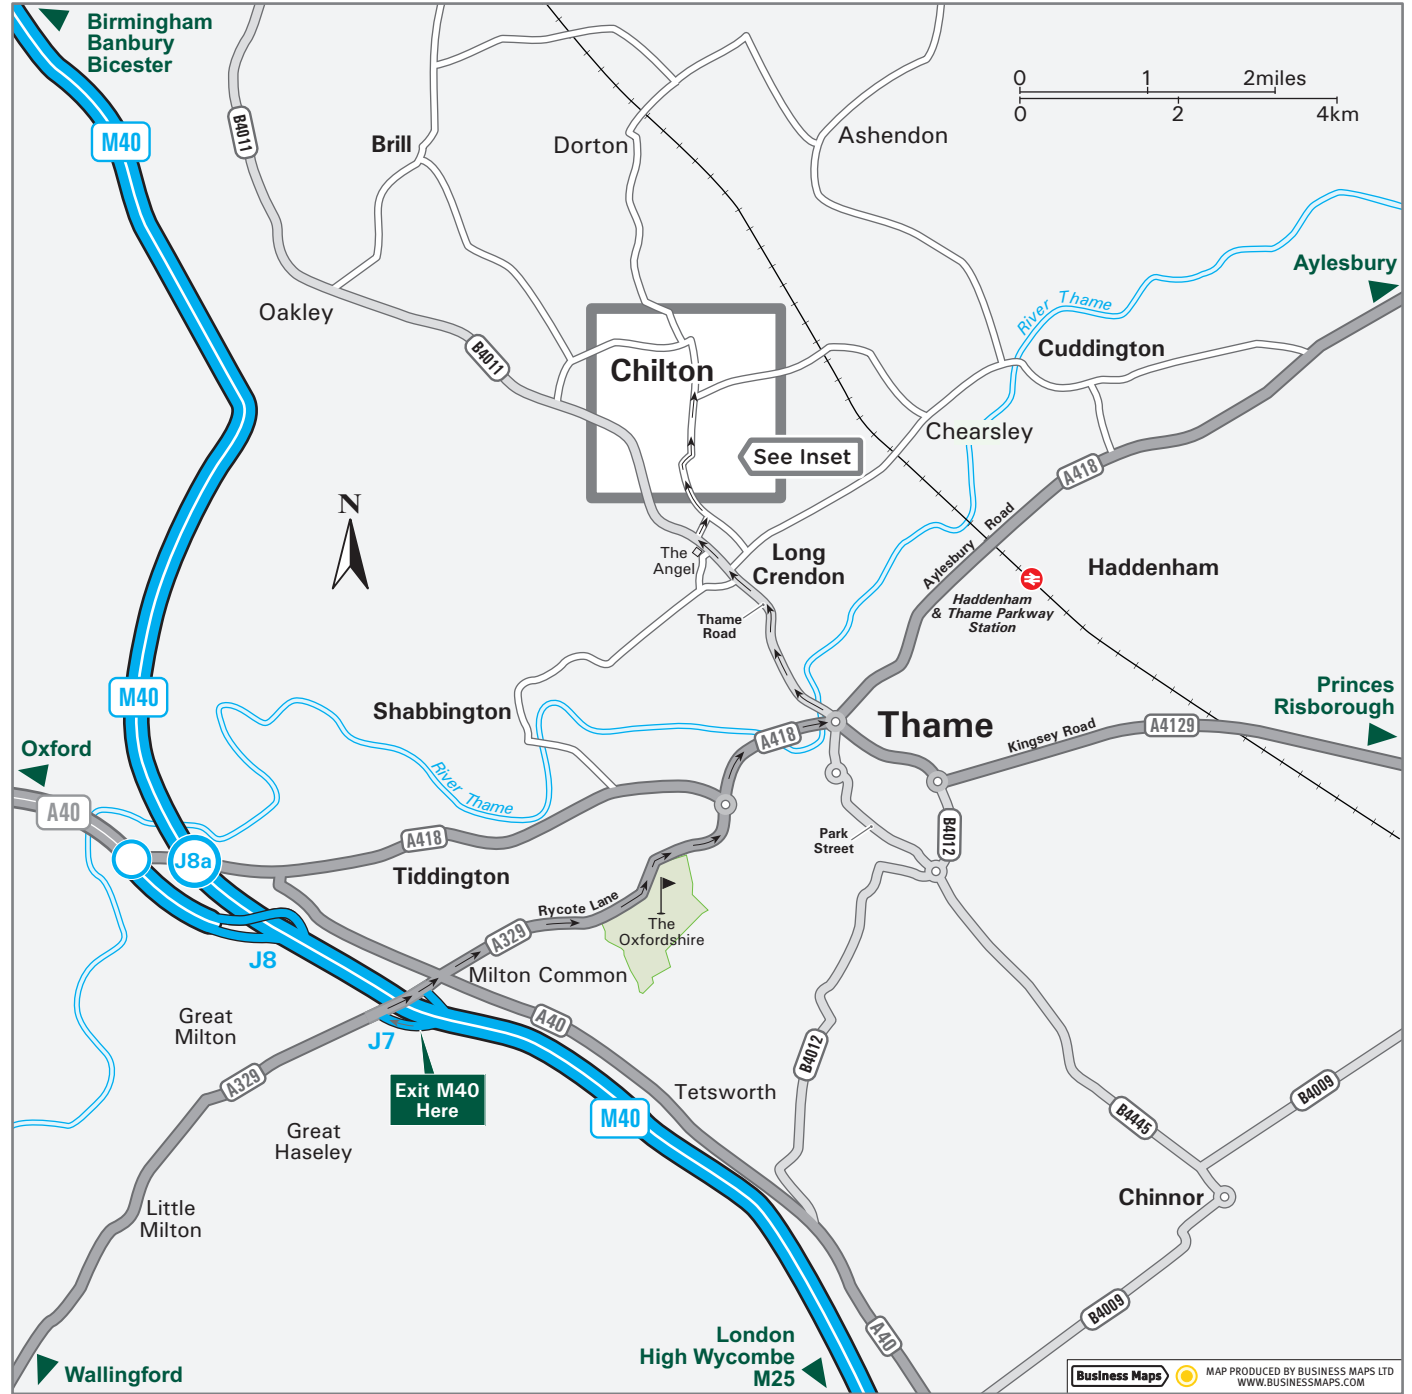 Birmingham
Banbury
Bicester
B4011
M40
Brill
Dorton
Ashendon
0 1 2miles
0 2 4km
Aylesbury
Oakley
River Thame
B4011
Cuddington
Chilton
Chearsley
See Inset
A418
N
Aylesbury Road
The
Angel
Long
Crendon
Haddenham
Haddenham
& Thame Parkway
Station
Thame
Road
M40
Shabbington
Princes
Risborough
Thame
A418
Kingsey Road
A4129
Oxford
River Thame
A40
A418
Park
Street
B4012
J8a
Tiddington
Rycote Lane
The
Oxfordshire
A329
J8
Milton Common
Great
Milton
J7
A40
B4012
A329
Exit M40
Here
Tetsworth
M40
B4009
B4445
Great
Haseley
Little
Milton
Chinnor
B4009
A40
London
High Wycombe
M25
Wallingford
Business Maps
MAP PRODUCED BY BUSINESS MAPS LTD
WWW.BUSINESSMAPS.COM